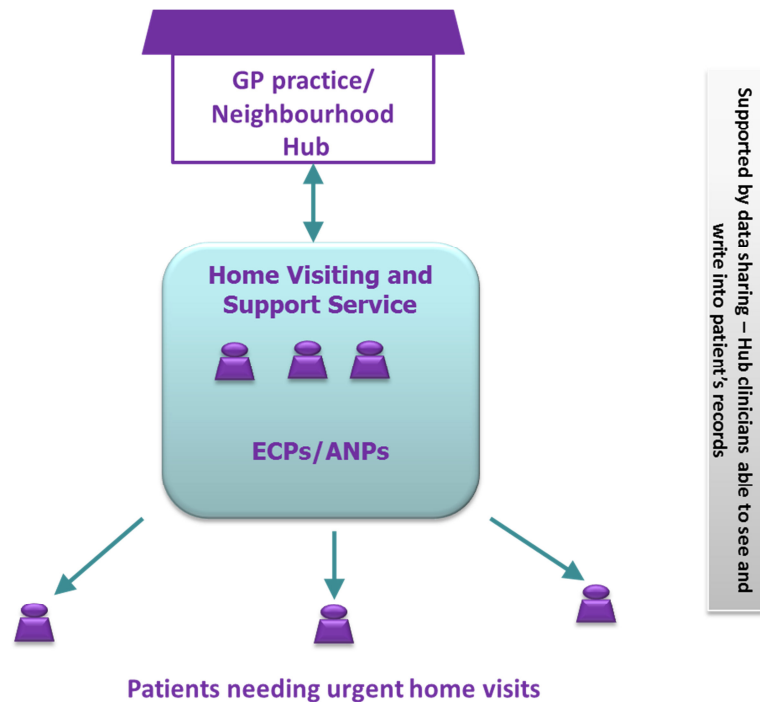 GP practice/
Neighbourhood
Hub
Home Visiting and
Support Service
ECPs/ANPs
Patients needing urgent home visits
Supported by data sharing – Hub clinicians able to see and
write into patient's records